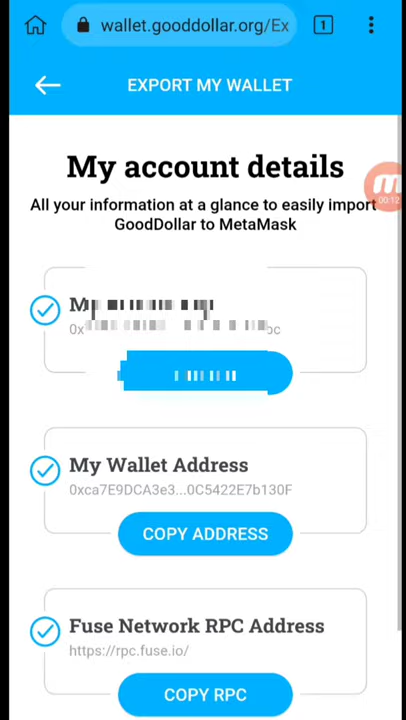 wallet.gooddollar.org/Ex
1
EXPORT MY WALLET
My account details
All your information at a glance to easily import
GoodDollar to MetaMask
00:12
My Wallet Address
0xca7E9DCA3e3...0C5422E7b130F
COPY ADDRESS
Fuse Network RPC Address
https://rpc.fuse.io/
COPY RPC